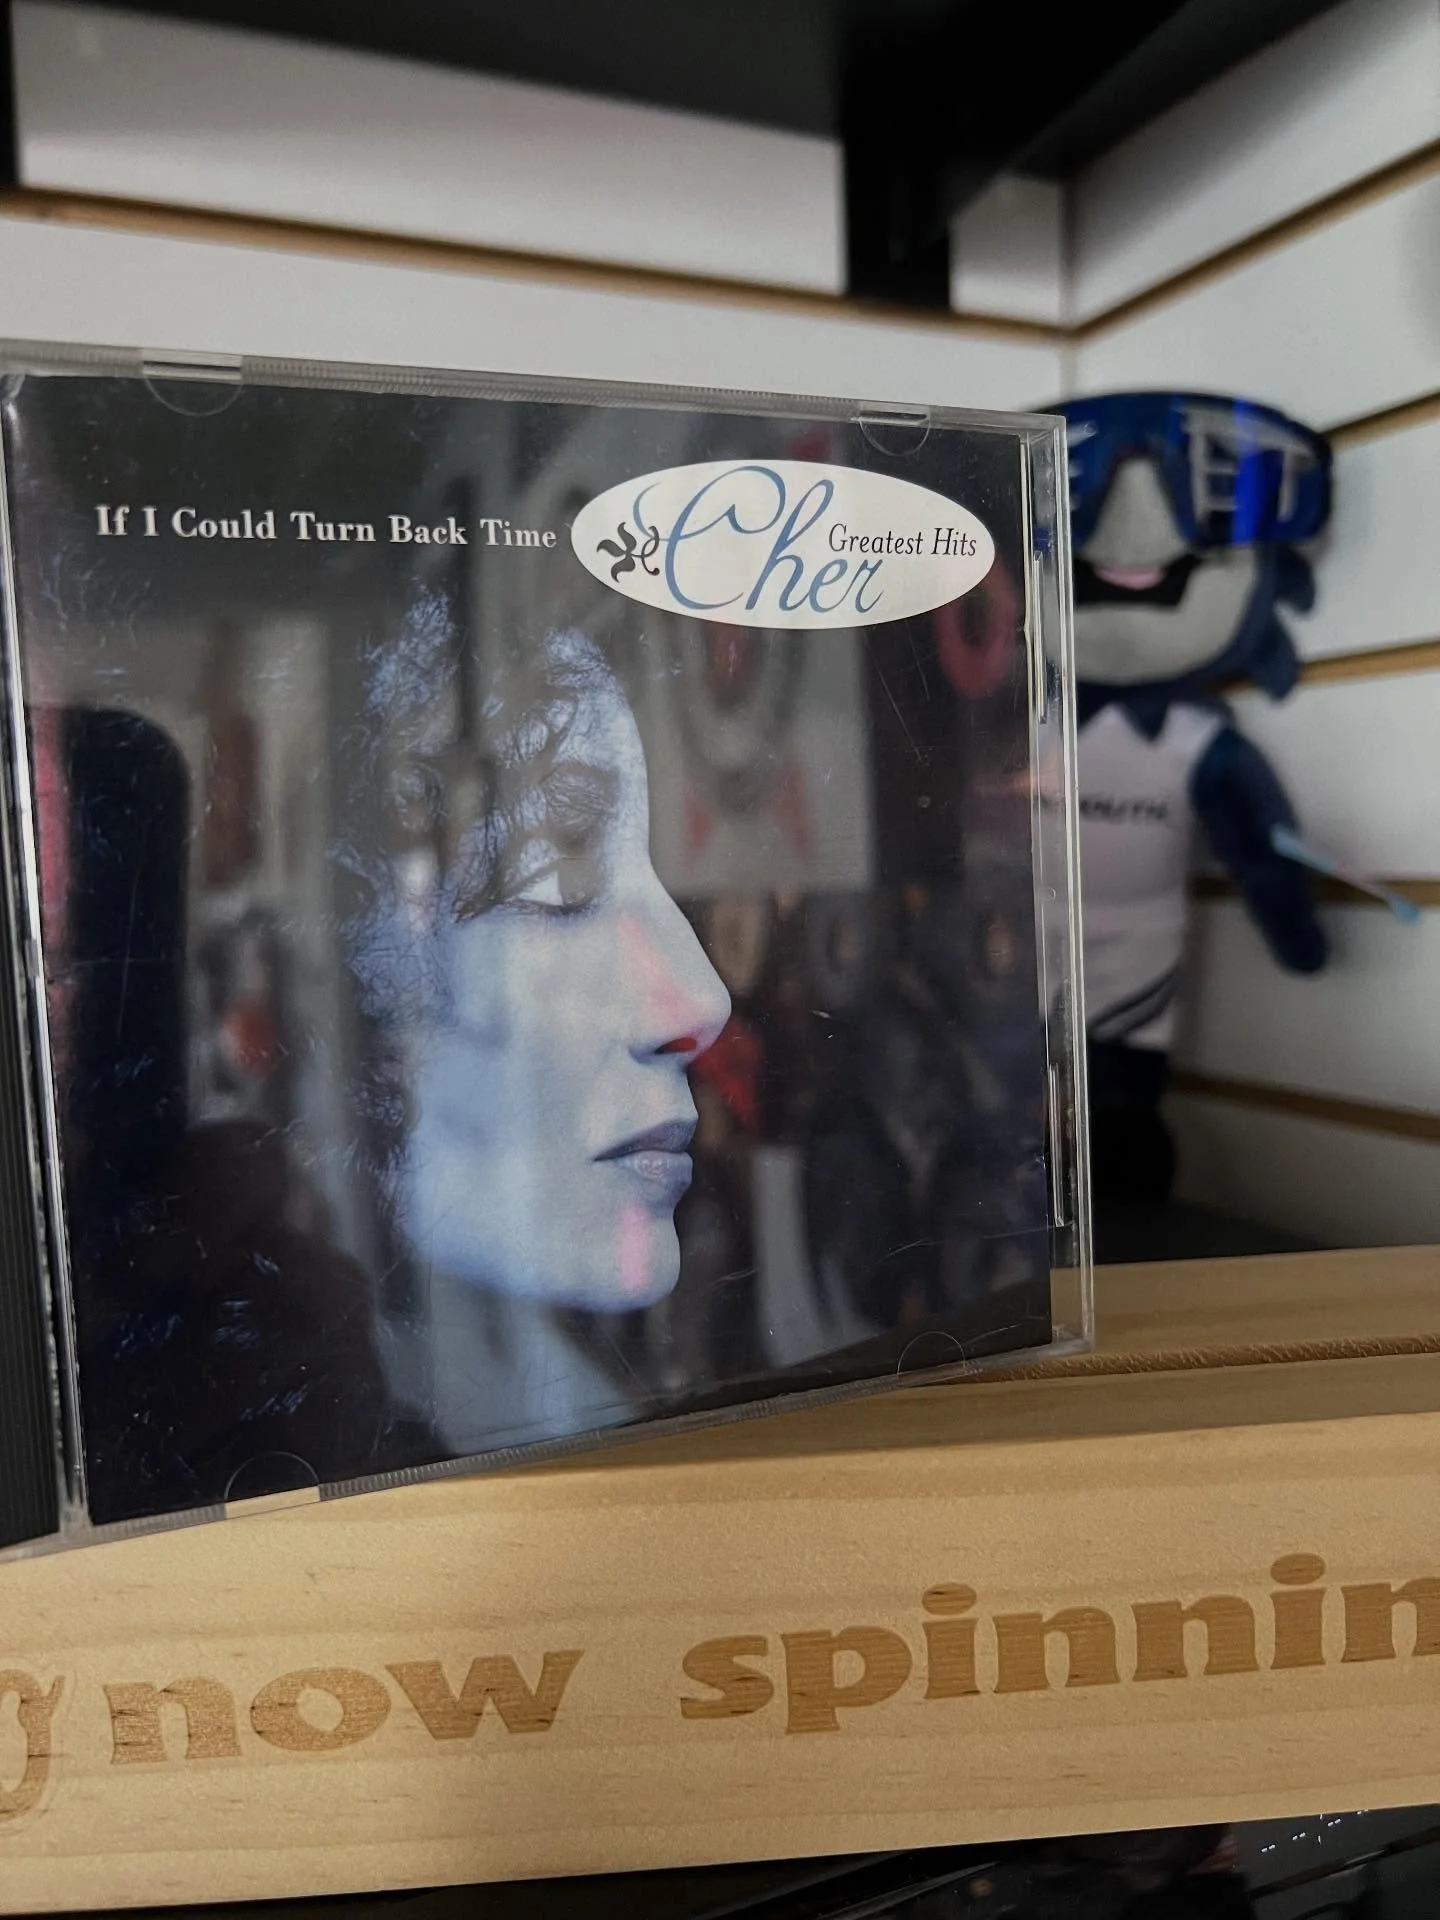 If I Could Turn Back Time
Cher
Greatest Hits
now spinnin